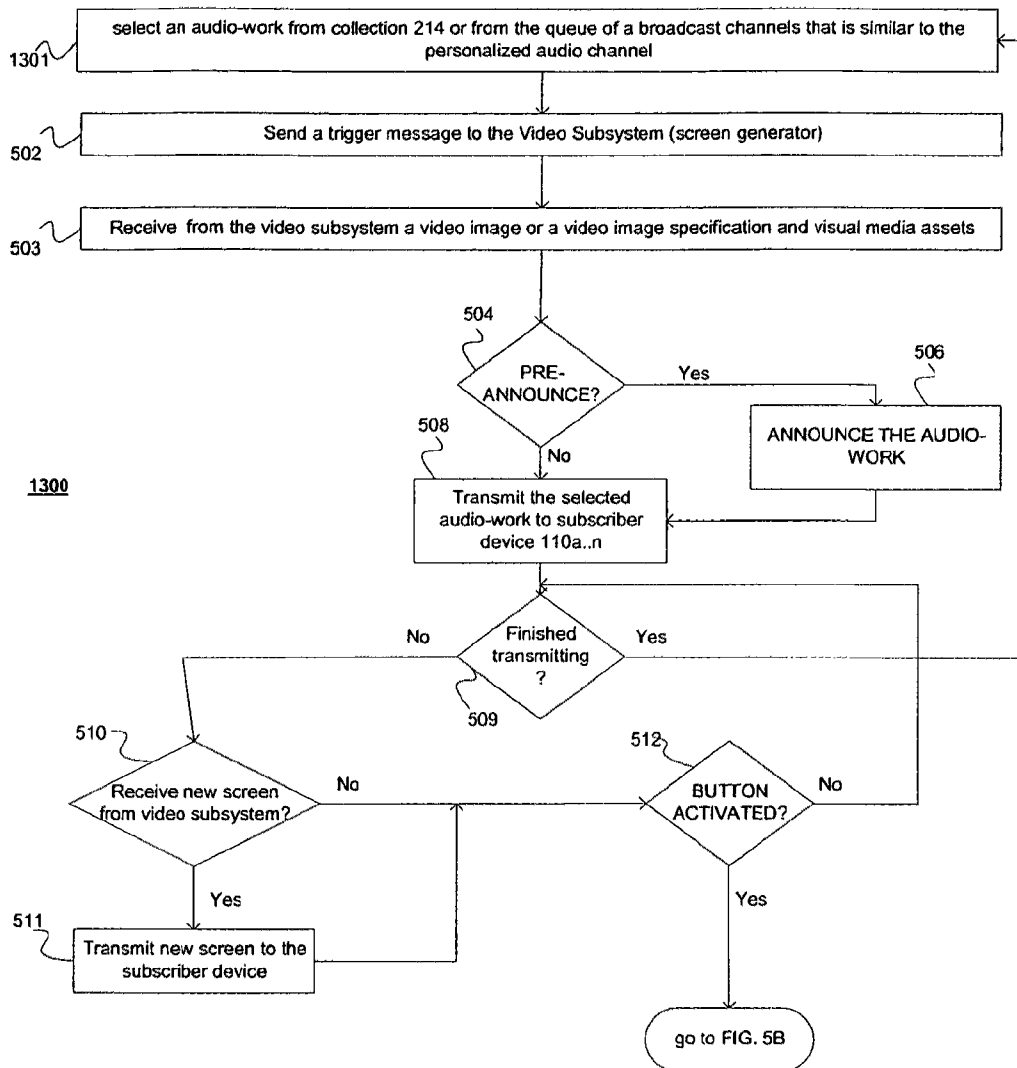 select an audio-work from collection 214 or from the queue of a broadcast channels that is similar to the
personalized audio channel
1301
Send a trigger message to the Video Subsystem (screen generator)
502
Receive from the video subsystem a video image or a video image specification and visual media assets
503
504
PRE-
ANNOUNCE?
Yes
506
ANNOUNCE THE AUDIO-
WORK
No
508
1300
Transmit the selected
audio-work to subscriber
device 110a..n
No
Finished
transmitting
?
Yes
509
510
Receive new screen
from video subsystem?
No
512
BUTTON
ACTIVATED?
No
Yes
Yes
511
Transmit new screen to the
subscriber device
go to FIG. 5B